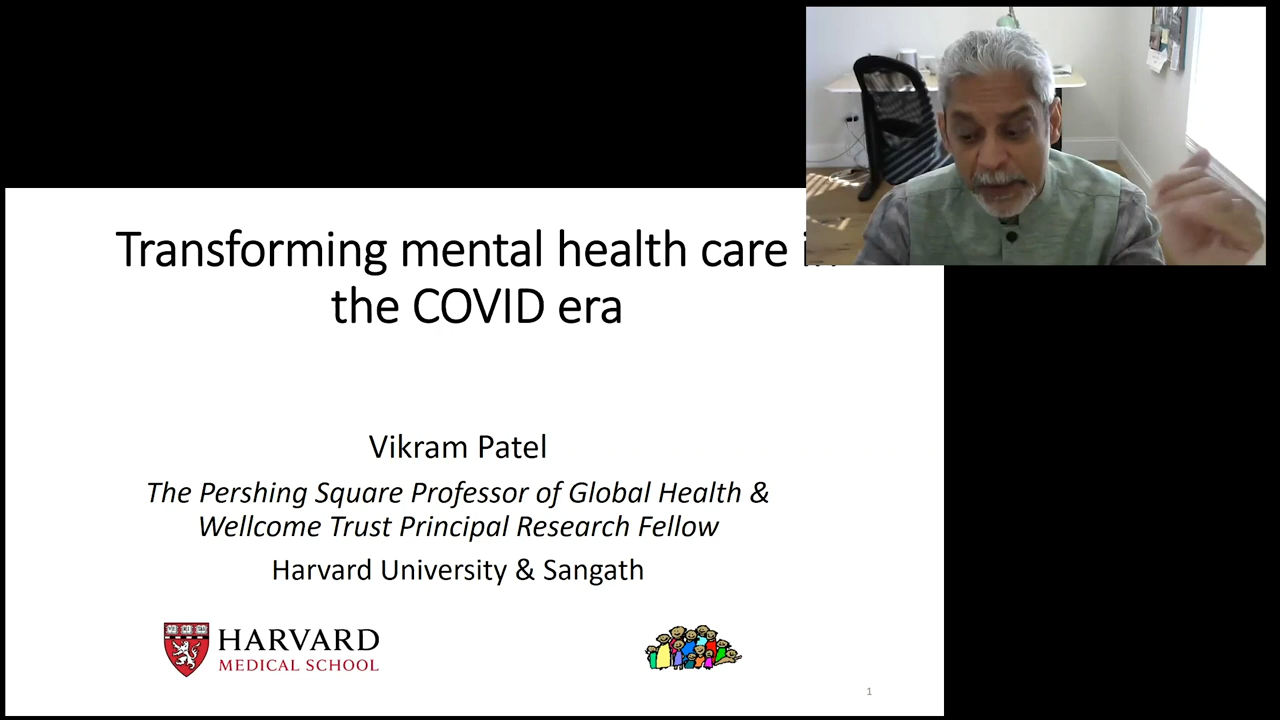 Transforming mental health care in
the COVID era
Vikram Patel
The Pershing Square Professor of Global Health &
Wellcome Trust Principal Research Fellow
Harvard University & Sangath
HARVARD
MEDICAL SCHOOL
1